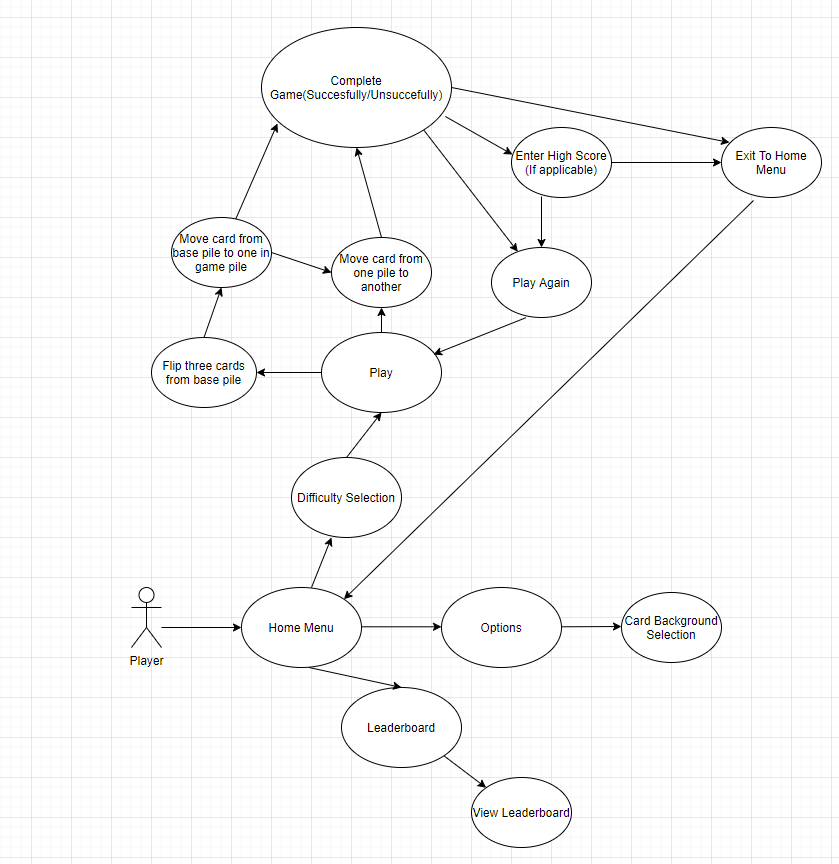 Complete
Game(Succesfully/Unsuccefully)
Enter High Score
(If applicable)
Exit To Home
Menu
Move card from
base pile to one in
game pile
Move card from
one pile to
another
Play Again
Flip three cards
from base pile
Play
Difficulty Selection
Home Menu
Options
Card Background
Selection
Player
Leaderboard
View Leaderboard